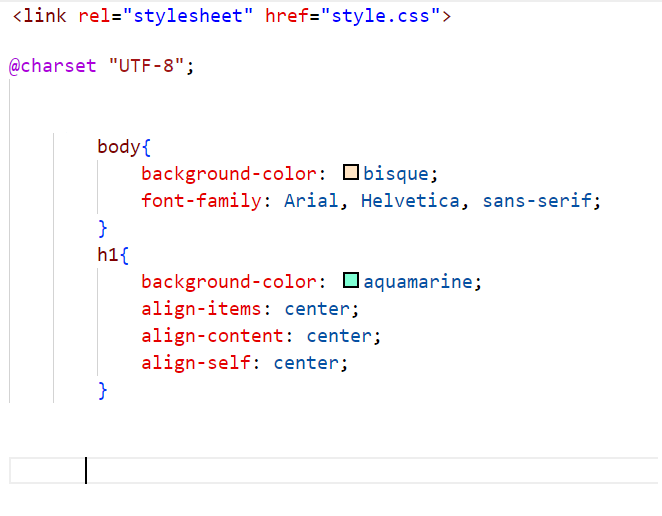 <link rel="stylesheet" href="style.css">
@charset "UTF-8";
body{
background-color: bisque;
font-family: Arial, Helvetica, sans-serif;
}
h1{
background-color: aquamarine;
align-items: center;
align-content: center;
align-self: center;
}